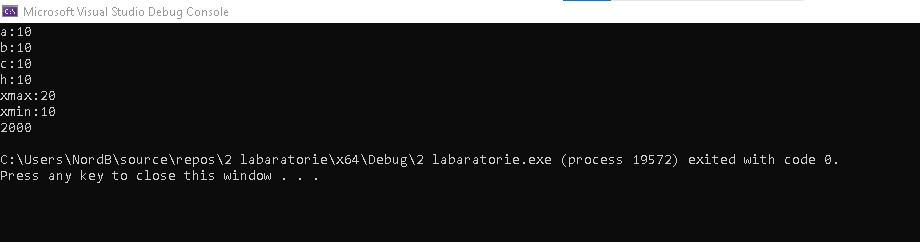 Microsoft Visual Studio Debug Console
a:10
b:10
c:10
h:10
xmax:20
xmin:10
2000
C:\Users\NordB\source\repos\2 labaratorie\x64\Debug\2 labaratorie.exe (process 19572) exited with code 0.
Press any key to close this window . . .